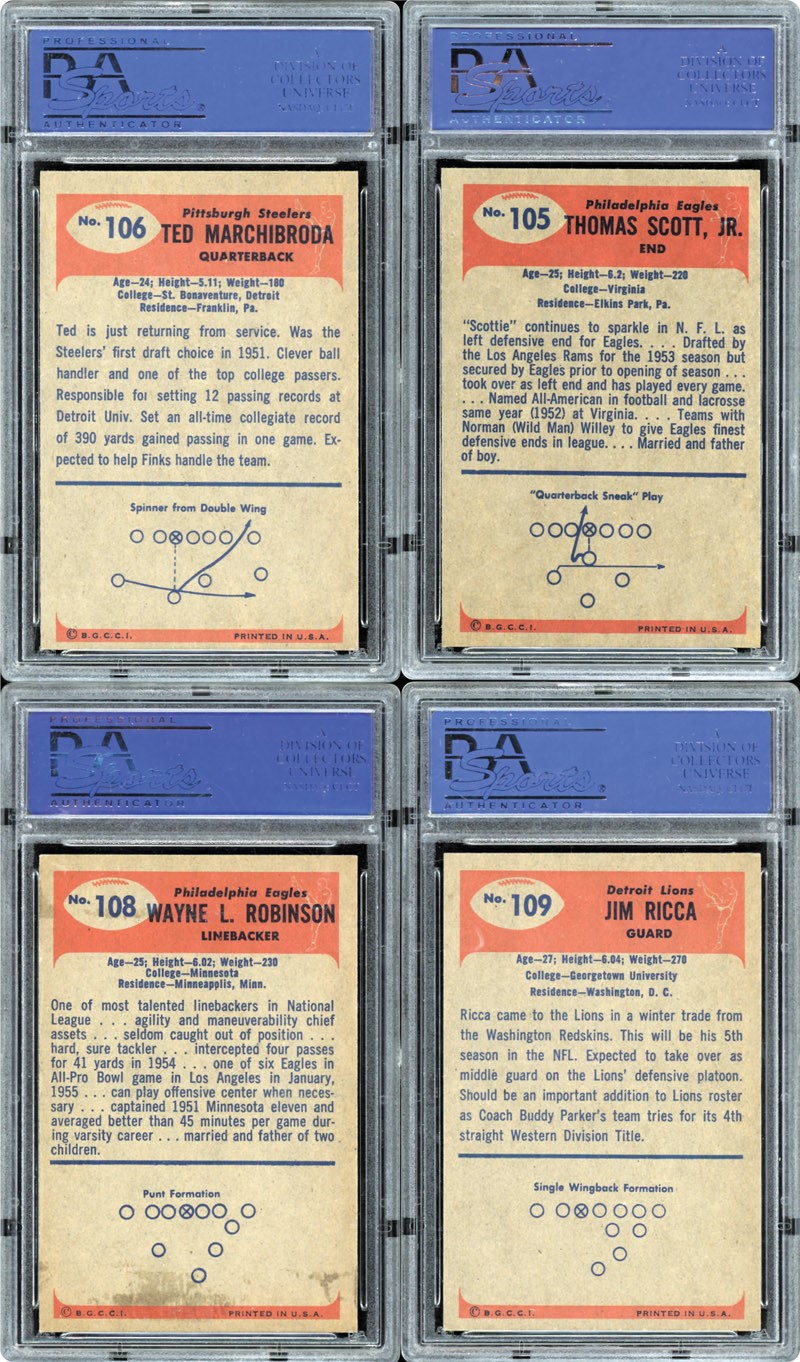 PROFESSIONAL
PSA
Sports®
AUTHENTICATOR
A
DIVISION OF
COLLECTORS
UNIVERSE
NASDAQ:CLCT
No. 106
Pittsburgh Steelers
TED MARCHIBRODA
QUARTERBACK
Age—24; Height—5.11; Weight—180
College—St. Bonaventure, Detroit
Residence—Franklin, Pa.
Ted is just returning from service. Was the
Steelers' first draft choice in 1951. Clever ball
handler and one of the top college passers.
Responsible for setting 12 passing records at
Detroit Univ. Set an all-time collegiate record
of 390 yards gained passing in one game. Ex-
pected to help Finks handle the team.
Spinner from Double Wing
© B.G.C.C.I.
PRINTED IN U.S.A.
PROFESSIONAL
PSA
Sports
AUTHENTICATOR
A
DIVISION OF
COLLECTORS
UNIVERSE
NASDAQ:CLCT
No. 105
Philadelphia Eagles
THOMAS SCOTT, JR.
END
Age—25; Height—6.2; Weight—220
College—Virginia
Residence—Elkins Park, Pa.
"Scottie" continues to sparkle in N. F. L. as
left defensive end for Eagles. . . . Drafted by
the Los Angeles Rams for the 1953 season but
secured by Eagles prior to opening of season . . .
took over as left end and has played every game.
. . . Named All-American in football and lacrosse
same year (1952) at Virginia. . . . Teams with
Norman (Wild Man) Willey to give Eagles finest
defensive ends in league. . . . Married and father
of boy.
"Quarterback Sneak" Play
© B.G.C.C.I.
PRINTED IN U.S.A.
PROFESSIONAL
PSA
Sports
AUTHENTICATOR
A
DIVISION OF
COLLECTORS
UNIVERSE
NASDAQ:CLCT
No. 108
Philadelphia Eagles
WAYNE L. ROBINSON
LINEBACKER
Age—25; Height—6.02; Weight—230
College—Minnesota
Residence—Minneaplis, Minn.
One of most talented linebackers in National
League . . . agility and maneuverability chief
assets . . . seldom caught out of position . . .
hard, sure tackler . . . intercepted four passes
for 41 yards in 1954 . . . one of six Eagles in
All-Pro Bowl game in Los Angeles in January,
1955 . . . can play offensive center when neces-
sary . . . captained 1951 Minnesota eleven and
averaged better than 45 minutes per game dur-
ing varsity career . . . married and father of two
children.
Punt Formation
© B.G.C.C.I.
PRINTED IN U.S.A.
PROFESSIONAL
PSA
Sports®
AUTHENTICATOR
A
DIVISION OF
COLLECTORS
UNIVERSE
NASDAQ:CLCT
No. 109
Detroit Lions
JIM RICCA
GUARD
Age—27; Height—6.04; Weight—270
College—Georgetown University
Residence—Washington, D. C.
Ricca came to the Lions in a winter trade from
the Washington Redskins. This will be his 5th
season in the NFL. Expected to take over as
middle guard on the Lions' defensive platoon.
Should be an important addition to Lions roster
as Coach Buddy Parker's team tries for its 4th
straight Western Division Title.
Single Wingback Formation
© B.G.C.C.I.
PRINTED IN U.S.A.